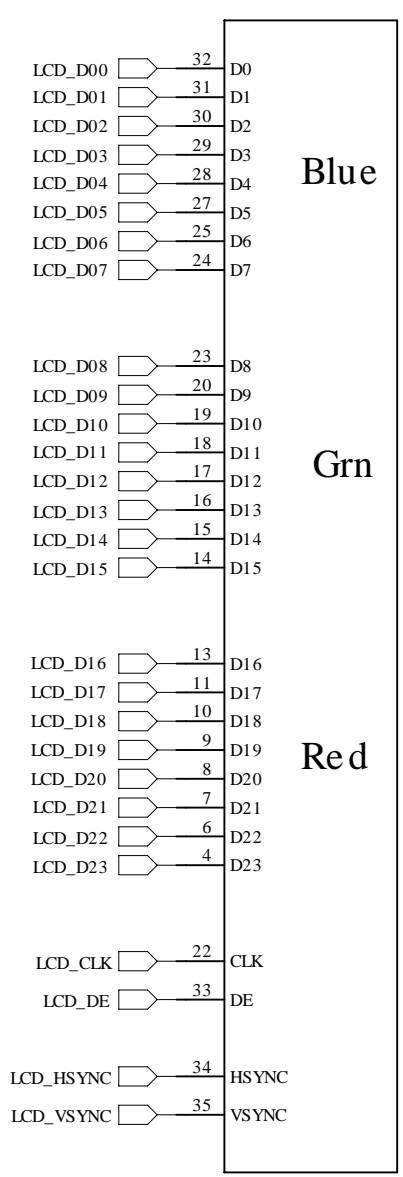 LCD_D00 32 D0
LCD_D01 31 D1
LCD_D02 30 D2
LCD_D03 29 D3
Blue
LCD_D04 28 D4
LCD_D05 27 D5
LCD_D06 25 D6
LCD_D07 24 D7
LCD_D08 23 D8
LCD_D09 20 D9
LCD_D10 19 D10
LCD_D11 18 D11
Grn
LCD_D12 17 D12
LCD_D13 16 D13
LCD_D14 15 D14
LCD_D15 14 D15
LCD_D16 13 D16
LCD_D17 11 D17
LCD_D18 10 D18
LCD_D19 9 D19
Red
LCD_D20 8 D20
LCD_D21 7 D21
LCD_D22 6 D22
LCD_D23 4 D23
LCD_CLK 22 CLK
LCD_DE 33 DE
LCD_HSYNC 34 HSYNC
LCD_VSYNC 35 VSYNC